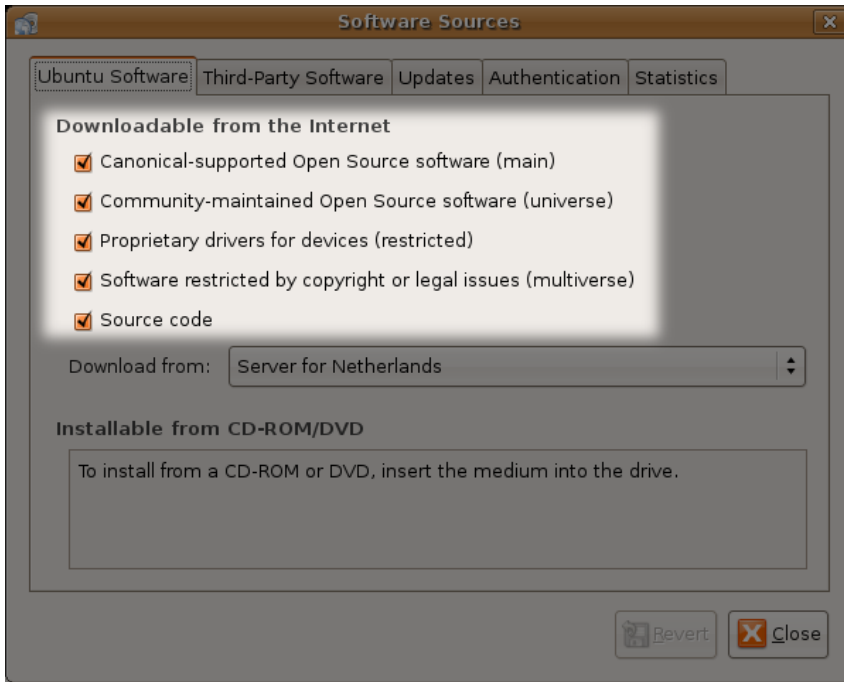 Software Sources
Ubuntu Software Third-Party Software Updates Authentication Statistics
Downloadable from the Internet
Canonical-supported Open Source software (main)
Community-maintained Open Source software (universe)
Proprietary drivers for devices (restricted)
Software restricted by copyright or legal issues (multiverse)
Source code
Download from: Server for Netherlands
Installable from CD-ROM/DVD
To install from a CD-ROM or DVD, insert the medium into the drive.
Revert Close